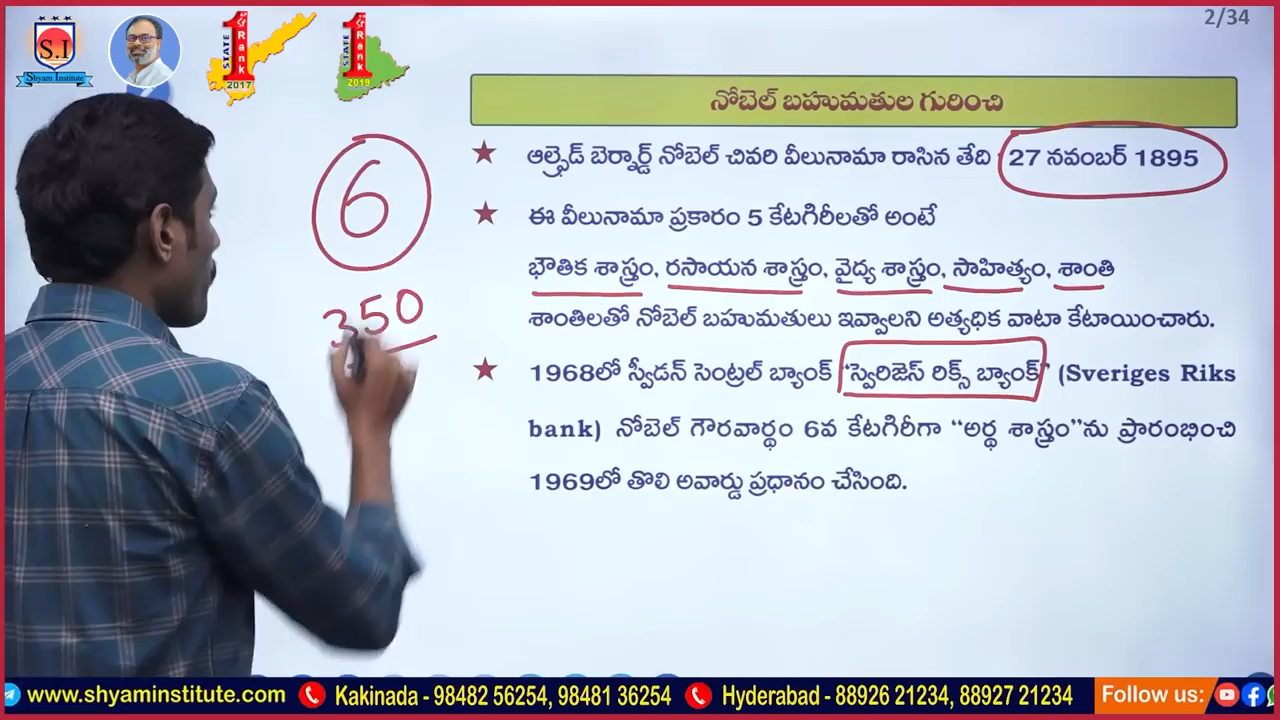 2/34
S.I
Shyam Institute
STATE 1st Rank 2017
STATE 1st Rank 2019
నోబెల్ బహుమతుల గురించి
★ ఆల్ఫ్రెడ్ బెర్నార్డ్ నోబెల్ చివరి వీలునామా రాసిన తేది : 27 నవంబర్ 1895
★ ఈ వీలునామా ప్రకారం 5 కేటగిరీలతో అంటే
భౌతిక శాస్త్రం, రసాయన శాస్త్రం, వైద్య శాస్త్రం, సాహిత్యం, శాంతి
శాంతిలతో నోబెల్ బహుమతులు ఇవ్వాలని అత్యధిక వాటా కేటాయించారు.
★ 1968లో స్వీడన్ సెంట్రల్ బ్యాంక్ "స్వెరిజెస్ రిక్స్ బ్యాంక్" (Sveriges Riks
bank) నోబెల్ గౌరవార్థం 6వ కేటగిరీగా "అర్థ శాస్త్రం"ను ప్రారంభించి
1969లో తొలి అవార్డు ప్రధానం చేసింది.
6
350
www.shyaminstitute.com Kakinada - 98482 56254, 98481 36254 Hyderabad - 88926 21234, 88927 21234 Follow us: